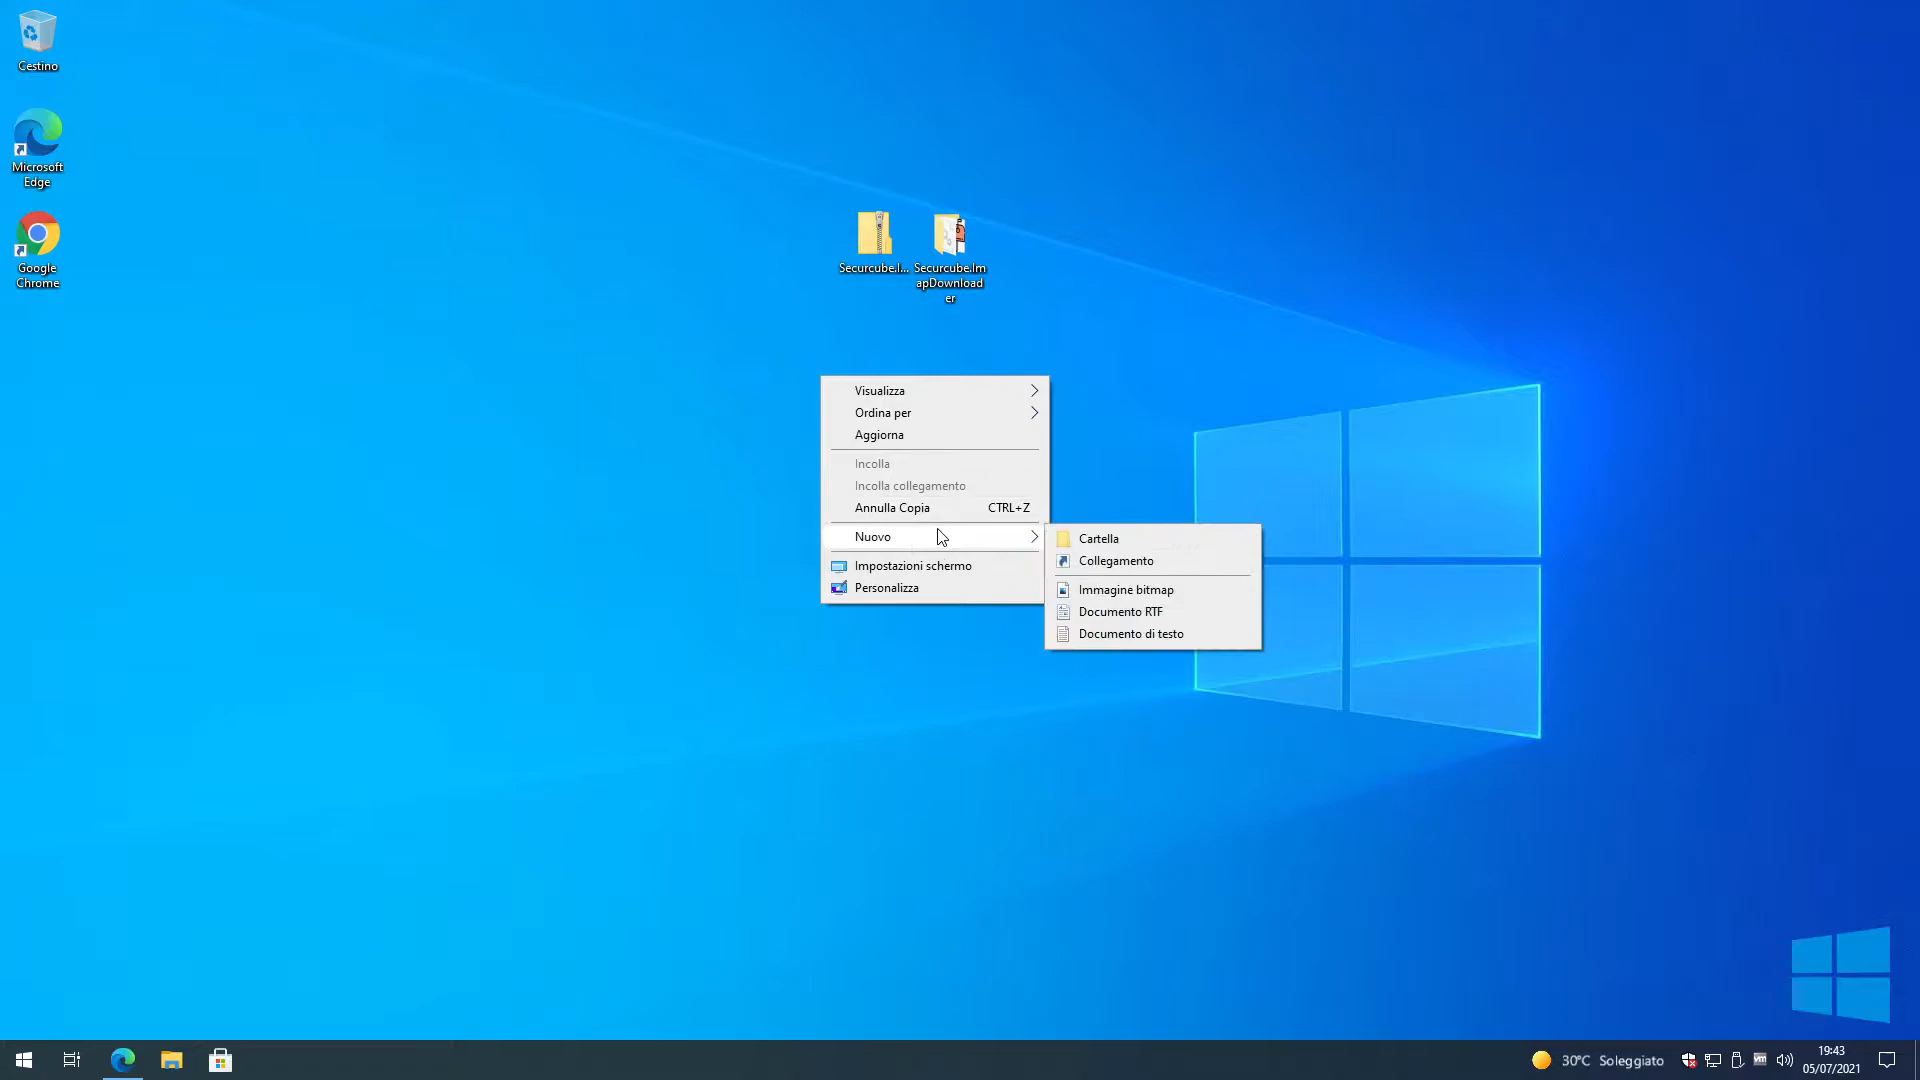 Cestino
Microsoft
Edge
Google
Chrome
Securcube.I...
Securcube.Im
apDownload
er
Visualizza
Ordina per
Aggiorna
Incolla
Incolla collegamento
Annulla Copia CTRL+Z
Nuovo
Impostazioni schermo
Personalizza
Cartella
Collegamento
Immagine bitmap
Documento RTF
Documento di testo
30°C Soleggiato
vm
19:43
05/07/2021